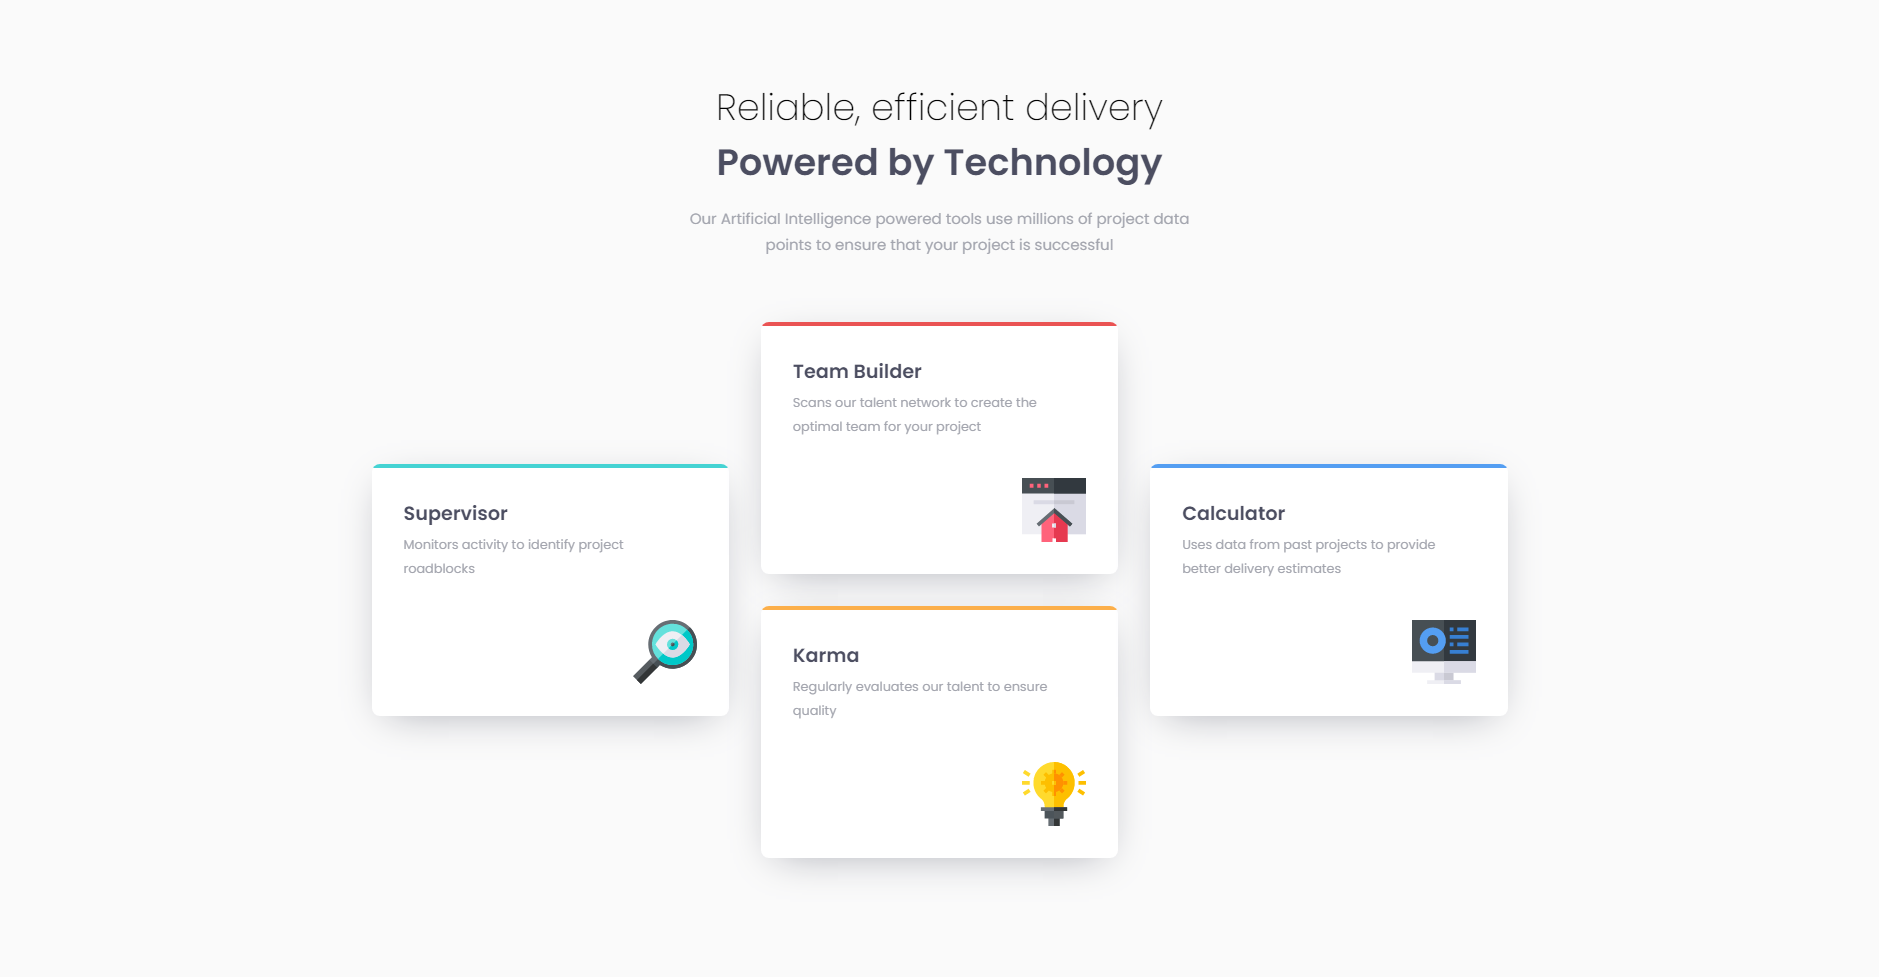 Reliable, efficient delivery
Powered by Technology
Our Artificial Intelligence powered tools use millions of project data
points to ensure that your project is successful
Supervisor
Monitors activity to identify project
roadblocks
Team Builder
Scans our talent network to create the
optimal team for your project
Karma
Regularly evaluates our talent to ensure
quality
Calculator
Uses data from past projects to provide
better delivery estimates